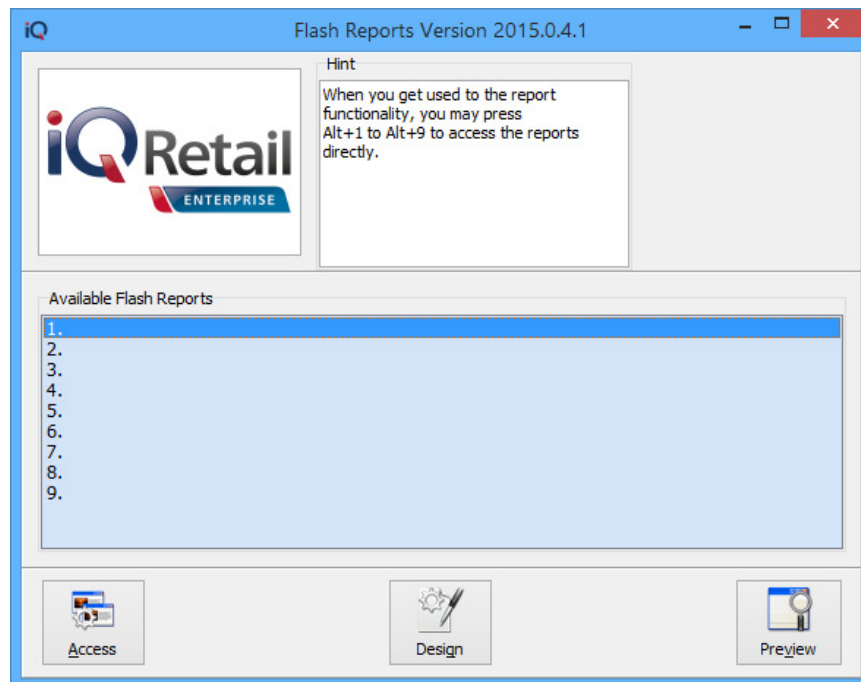 iQ
Flash Reports Version 2015.0.4.1
iQ Retail
ENTERPRISE
Hint
When you get used to the report
functionality, you may press
Alt+1 to Alt+9 to access the reports
directly.
Available Flash Reports
1.
2.
3.
4.
5.
6.
7.
8.
9.
Access
Design
Preview